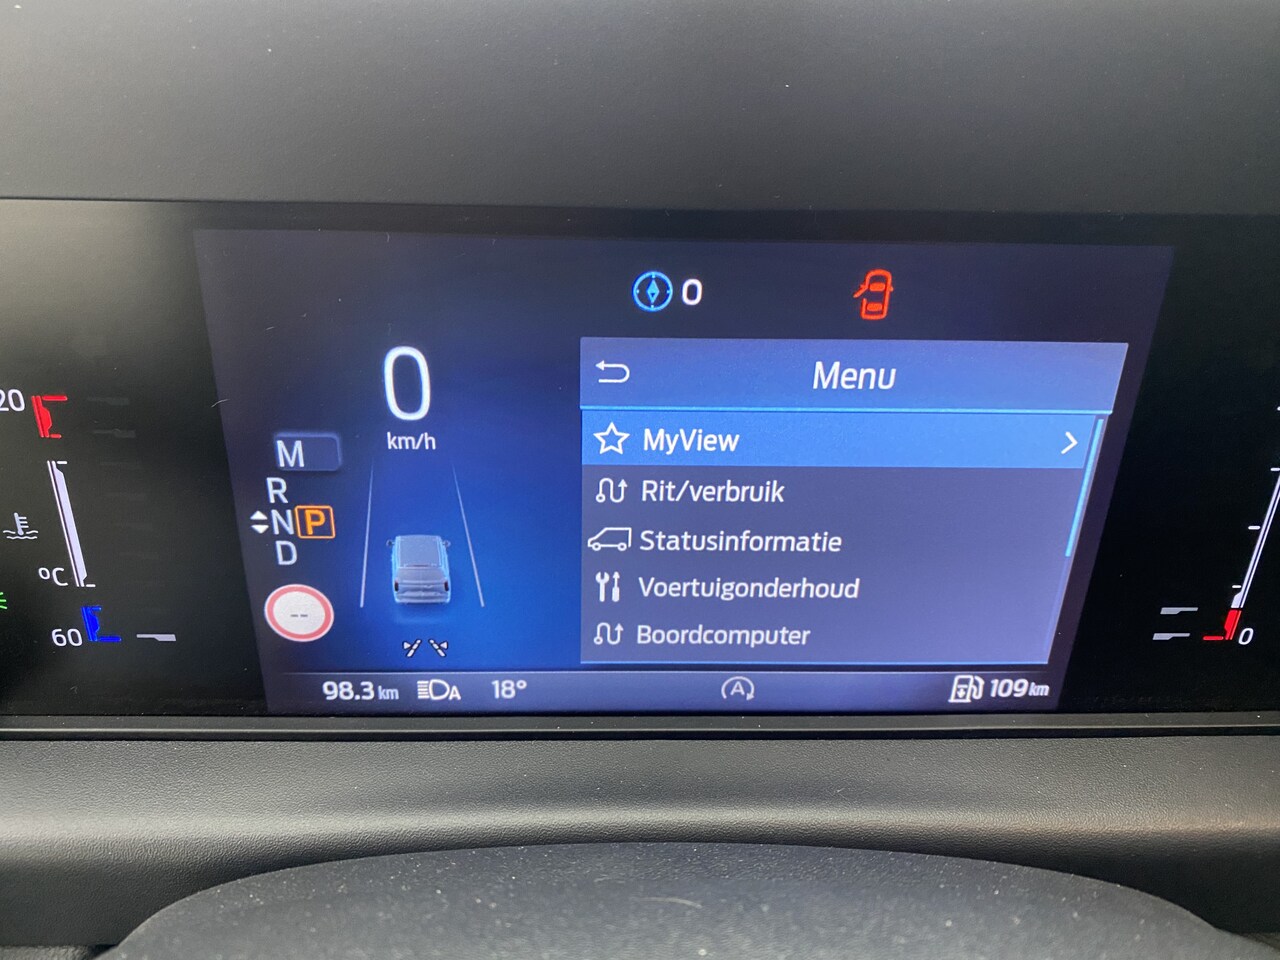 0
Menu
MyView
Rit/verbruik
Statusinformatie
Voertuigonderhoud
Boordcomputer
0
km/h
M
R
N P
D
--
20
°C
60
98.3 km
A
18°
A
109 km
0